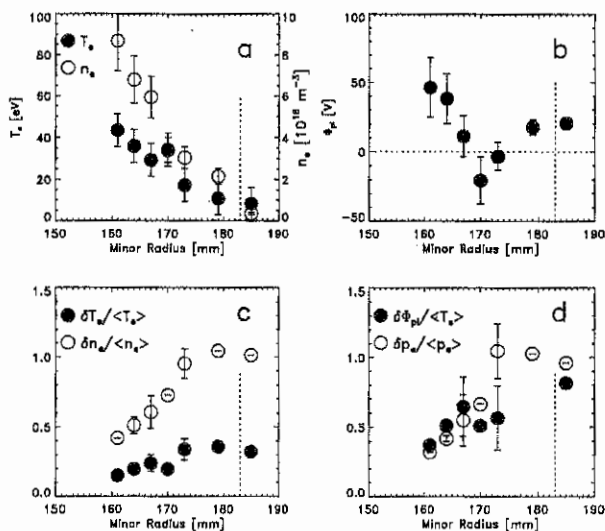 100
80
60
40
20
0
T_e [eV]
T_e
n_e
a
10
8
6
4
2
0
n_e [10^18 m^-3]
150 160 170 180 190
Minor Radius [mm]
100
50
0
-50
Φ_pl [V]
b
150 160 170 180 190
Minor Radius [mm]
1.5
1.0
0.5
0.0
c
δT_e/<T_e>
δn_e/<n_e>
150 160 170 180 190
Minor Radius [mm]
1.5
1.0
0.5
0.0
d
δΦ_pl/<T_e>
δp_e/<p_e>
150 160 170 180 190
Minor Radius [mm]